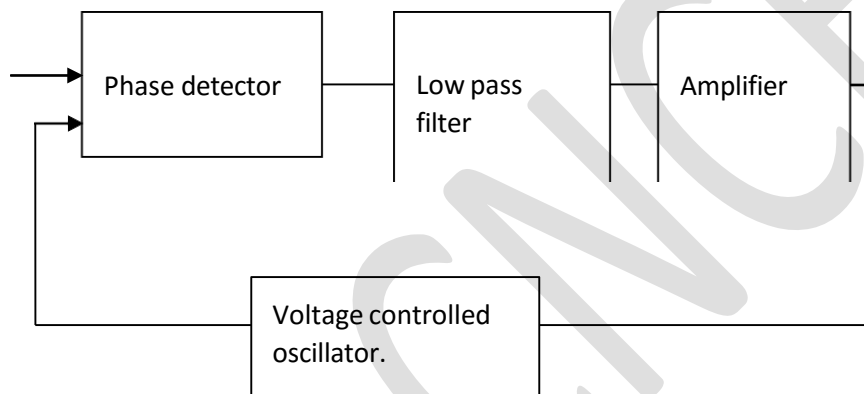 Phase detector
Low pass
filter
Amplifier
Voltage controlled
oscillator.